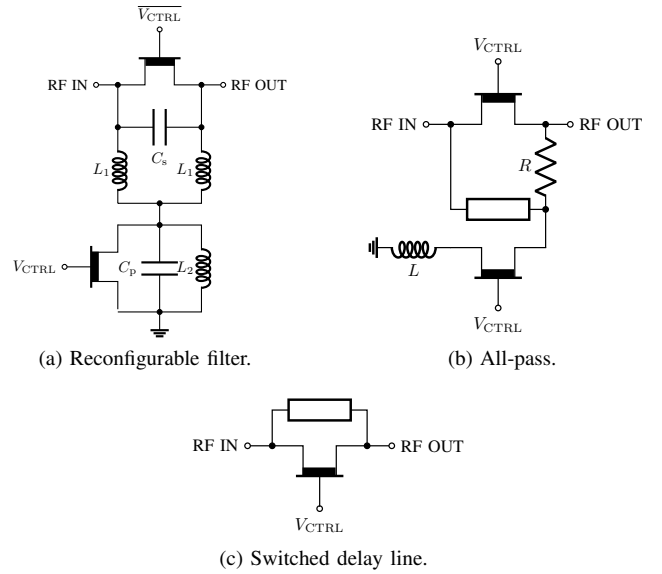 V̅C̅T̅R̅L̅
RF IN
RF OUT
Cs
L1
L1
VCTRL
Cp
L2
(a) Reconfigurable filter.
VCTRL
RF IN
RF OUT
R
L
VCTRL
(b) All-pass.
RF IN
RF OUT
VCTRL
(c) Switched delay line.